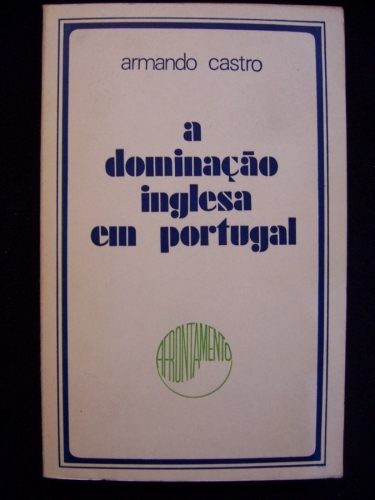 armando castro
a
dominação
inglesa
em portugal
AFRONTAMENTO